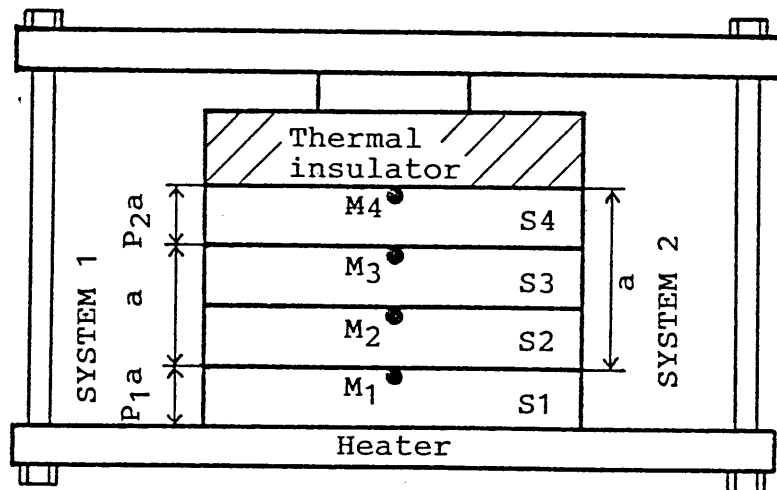 Thermal
insulator
M4
S4
P2a
M3
S3
a
SYSTEM 1
M2
S2
a
SYSTEM 2
M1
S1
P1a
Heater